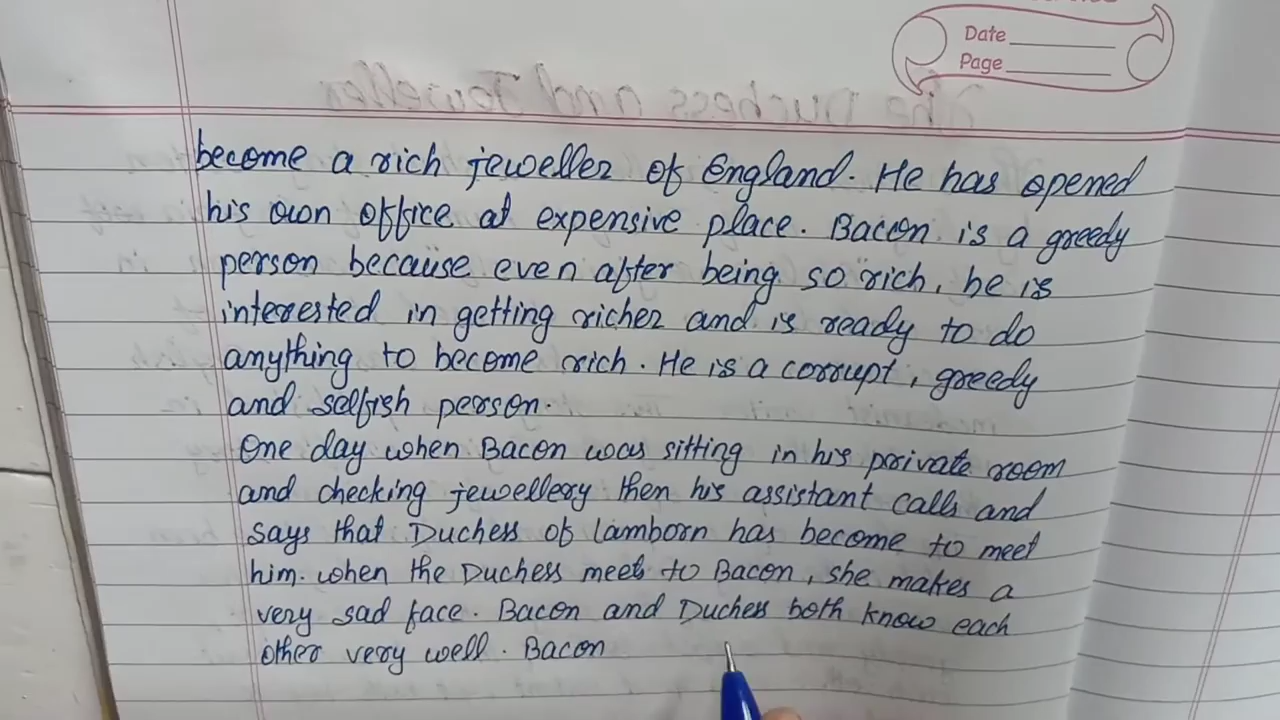 Date
Page
The Duchess and Jeweller
become a rich jeweller of England. He has opened
his own office at expensive place. Bacon is a greedy
person because even after being so rich, he is
interested in getting richer and is ready to do
anything to become rich. He is a corrupt, greedy
and selfish person.
One day when Bacon was sitting in his private room
and checking jewellery then his assistant calls and
says that Duchess of lamborn has become to meet
him. when the Duchess meets to Bacon, she makes a
very sad face. Bacon and Duchess both know each
other very well. Bacon